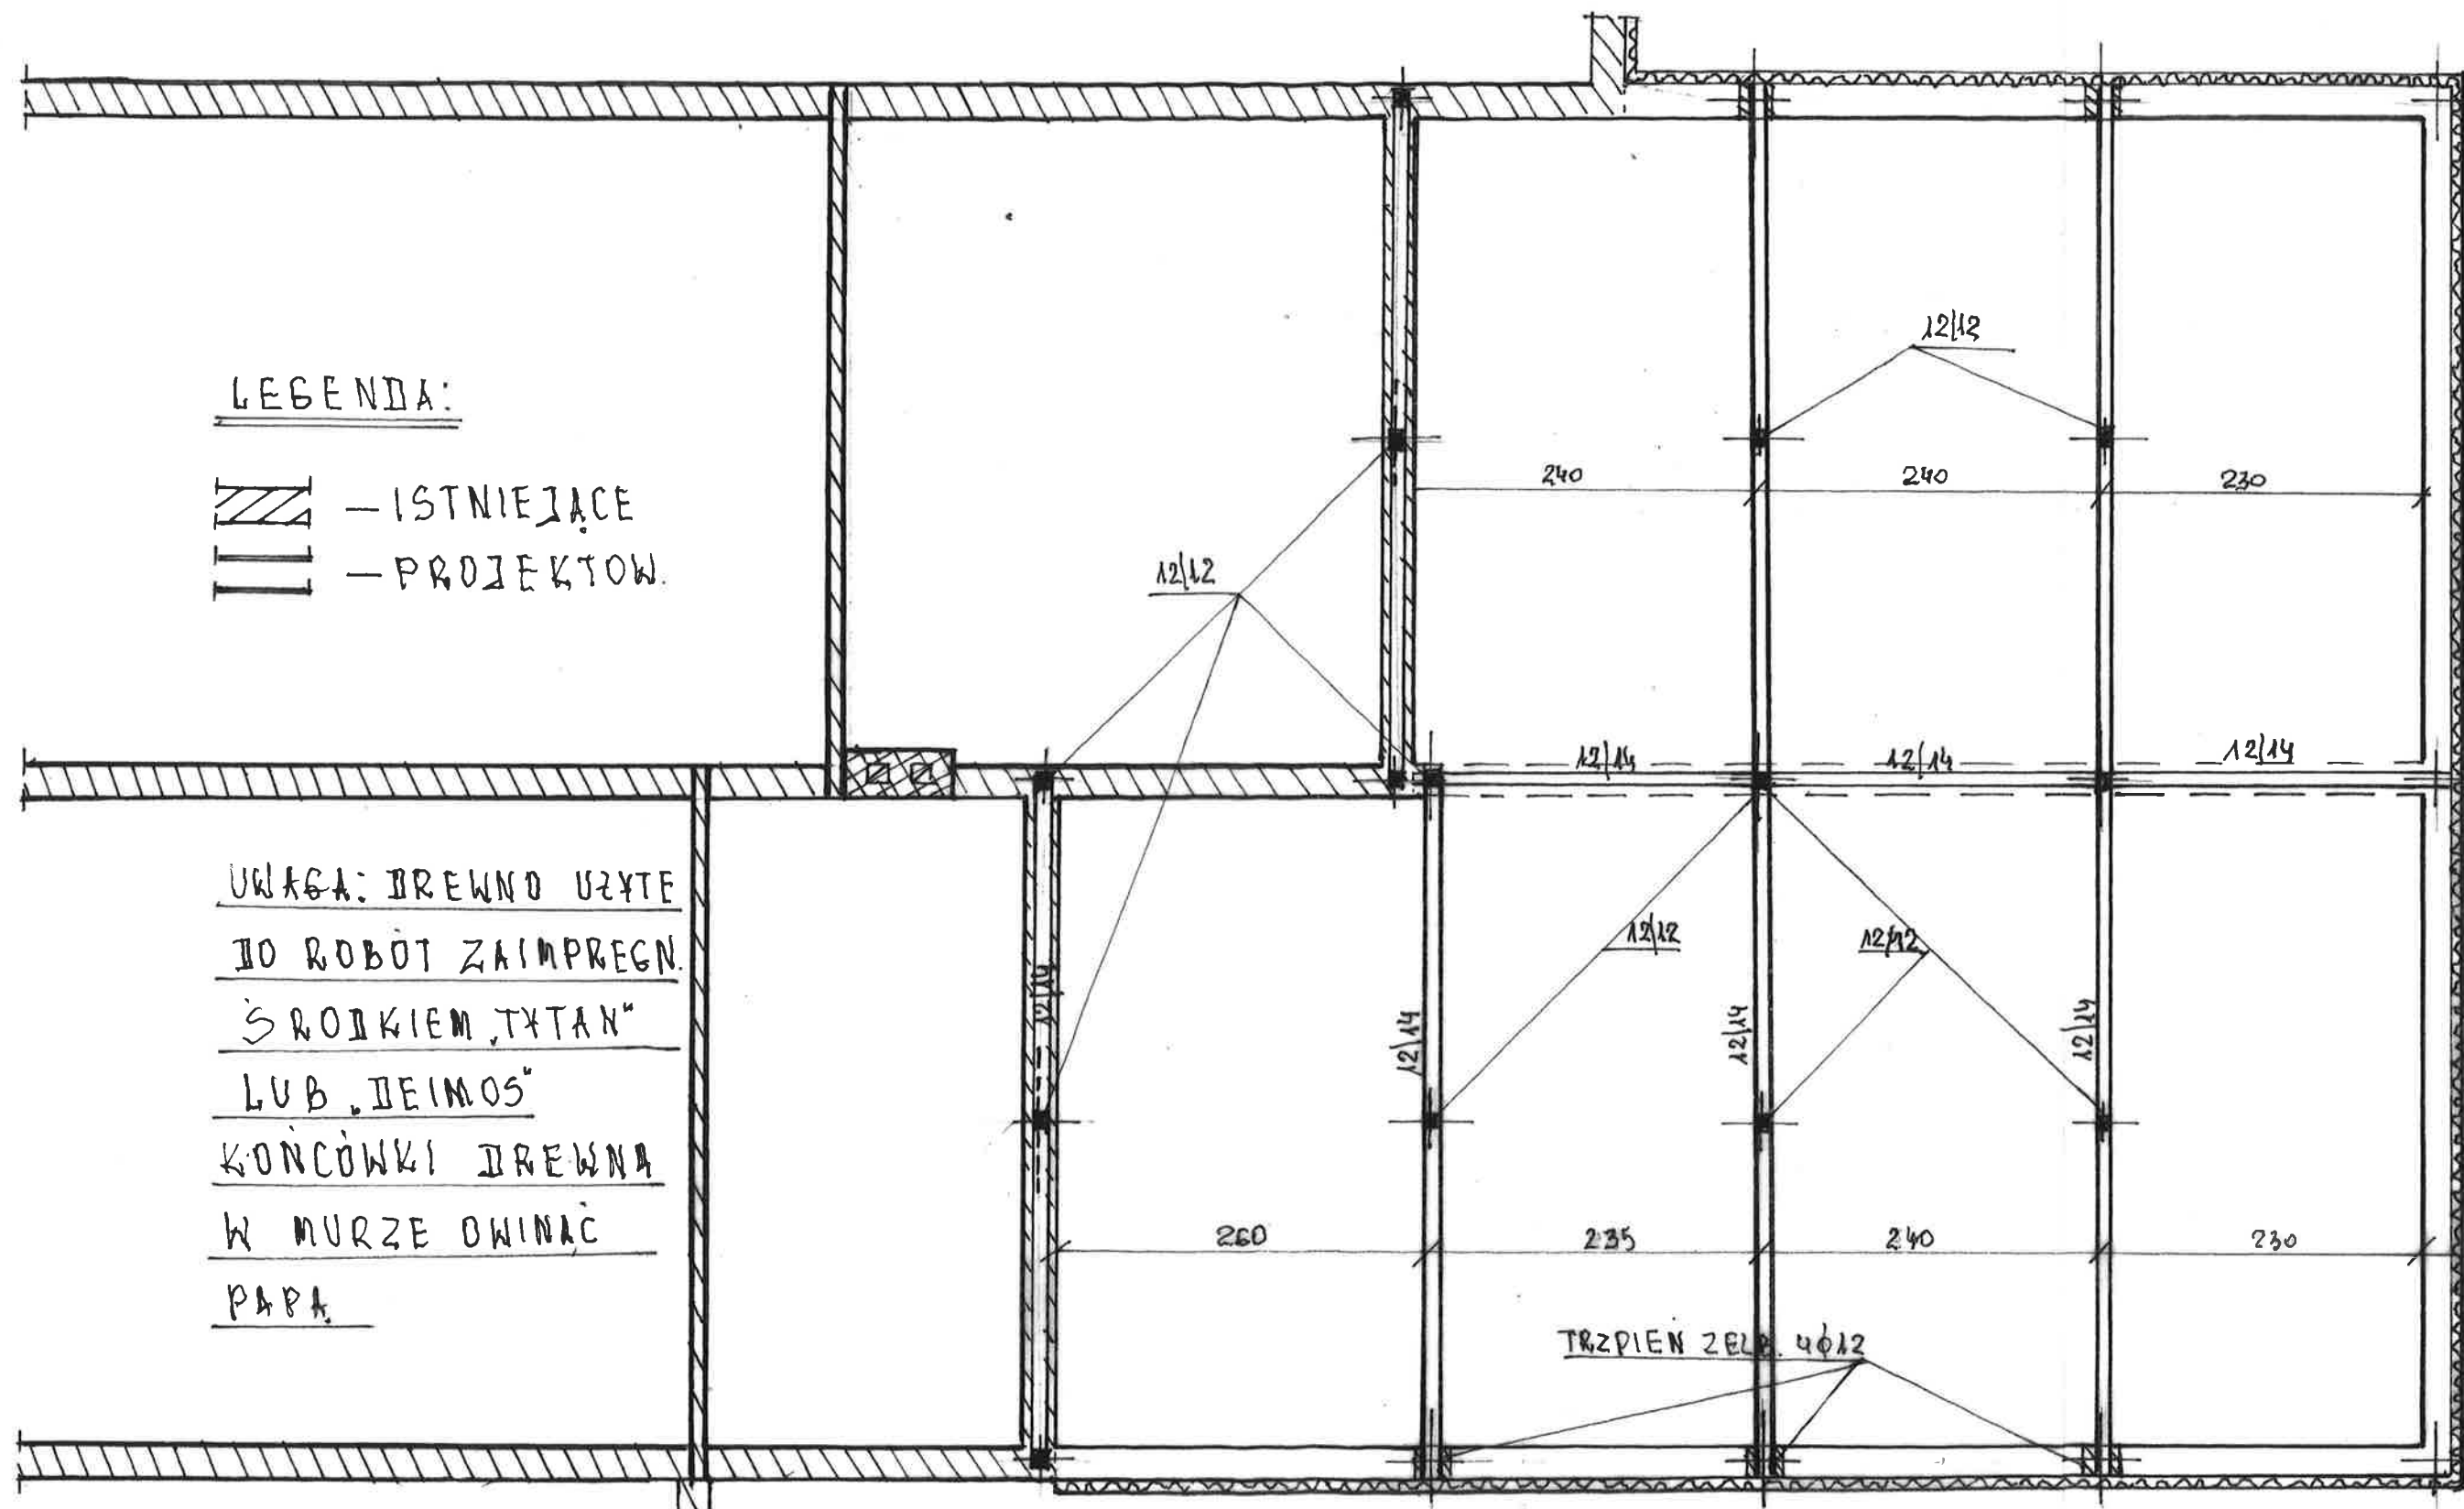 LEGENDA:
— ISTNIEJĄCE
— PROJEKTOW.
UWAGA: DREWNO UŻYTE
DO ROBÓT ZAIMPREGN.
ŚRODKIEM „TYTAN"
LUB „DEIMOS"
KOŃCÓWKI DREWNA
W MURZE OWINĄĆ
PAPĄ
12/12
240
240
230
12/12
12/14
12/14
12/14
12/12
12/12
12/14
12/14
12/14
12/14
260
235
240
230
TRZPIEŃ ŻELB. 4ϕ12